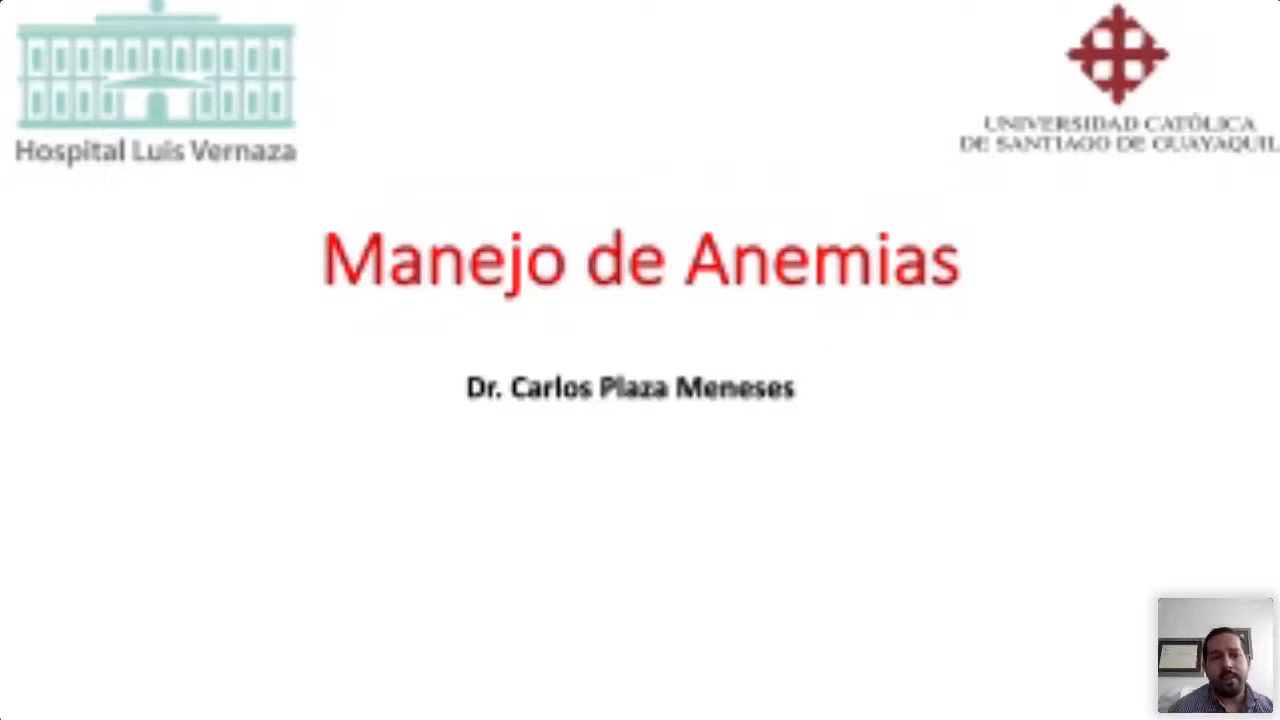 Hospital Luis Vernaza
UNIVERSIDAD CATÓLICA
DE SANTIAGO DE GUAYAQUIL
Manejo de Anemias
Dr. Carlos Plaza Meneses